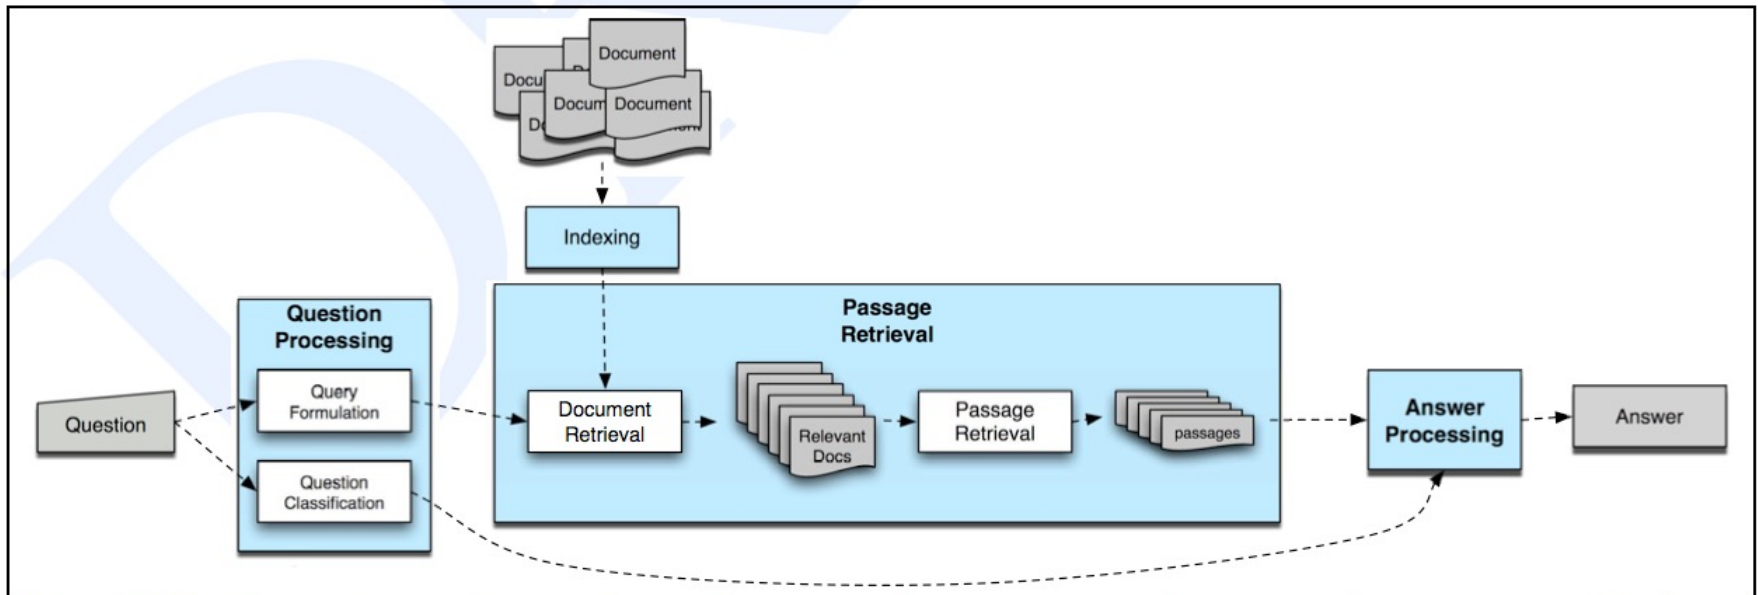 Document
Docu
D
Docum
Document
Do
Indexing
Passage
Retrieval
Question
Processing
Query
Formulation
Question
Document
Retrieval
Relevant
Docs
Passage
Retrieval
passages
Answer
Processing
Answer
Question
Classification